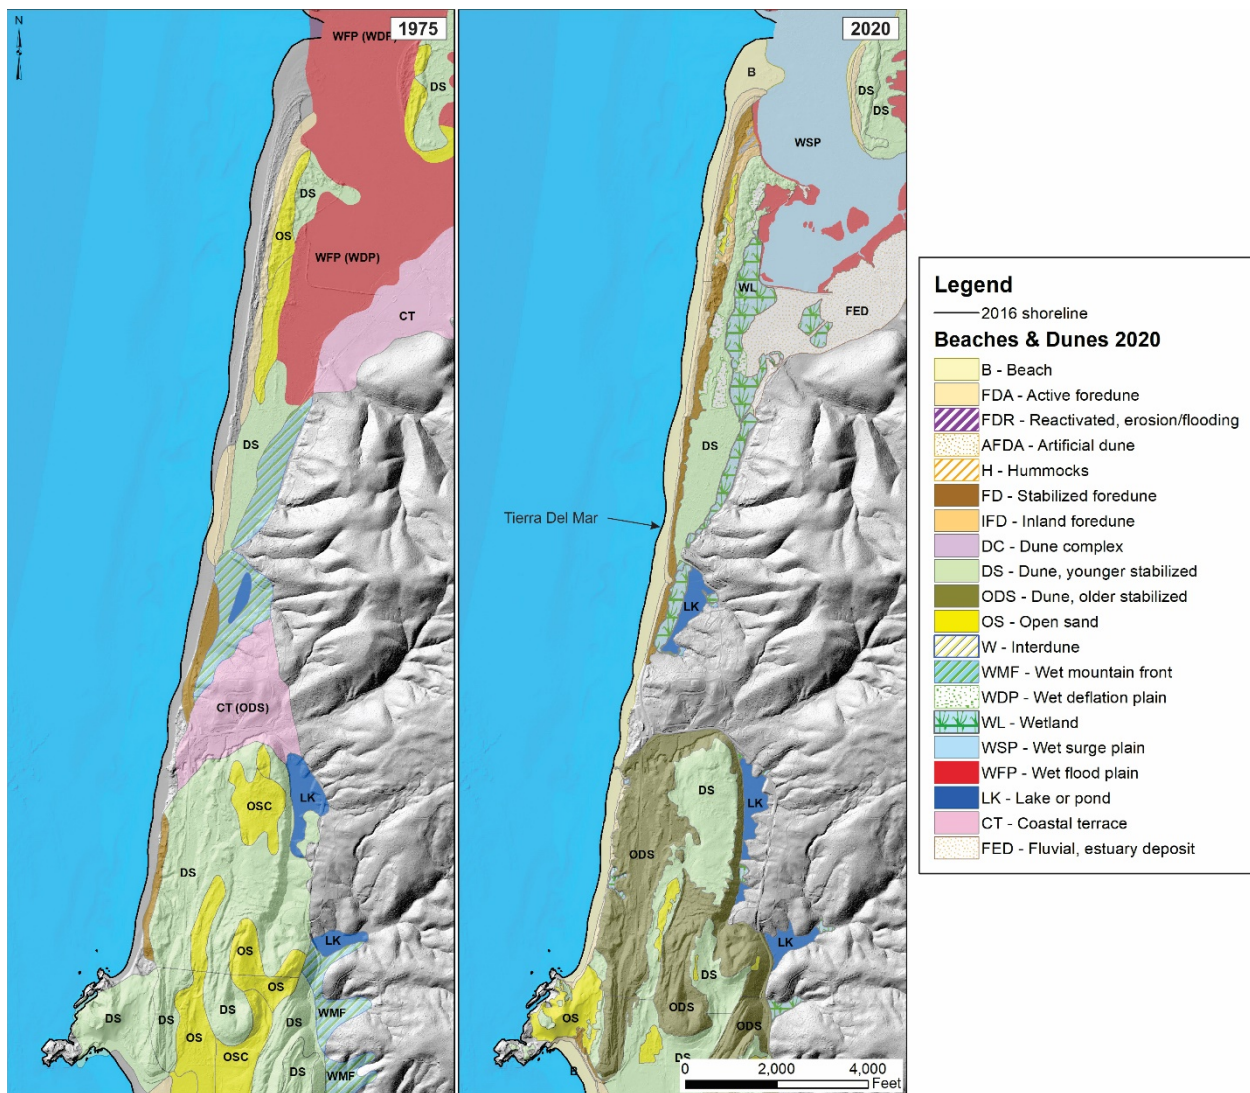 N
WFP (WDP)
1975
DS
DS
OS
WFP (WDP)
CT
DS
CT (ODS)
OSC
LK
DS
OS
LK
OS
DS
DS
DS
OS
WMF
OSC
DS
DS
WMF
2020
B
DS
DS
WSP
WL
FED
DS
Tierra Del Mar
LK
DS
LK
ODS
LK
DS
OS
ODS
ODS
DS
B
0 2,000 4,000
Feet
Legend
2016 shoreline
Beaches & Dunes 2020
B - Beach
FDA - Active foredune
FDR - Reactivated, erosion/flooding
AFDA - Artificial dune
H - Hummocks
FD - Stabilized foredune
IFD - Inland foredune
DC - Dune complex
DS - Dune, younger stabilized
ODS - Dune, older stabilized
OS - Open sand
W - Interdune
WMF - Wet mountain front
WDP - Wet deflation plain
WL - Wetland
WSP - Wet surge plain
WFP - Wet flood plain
LK - Lake or pond
CT - Coastal terrace
FED - Fluvial, estuary deposit